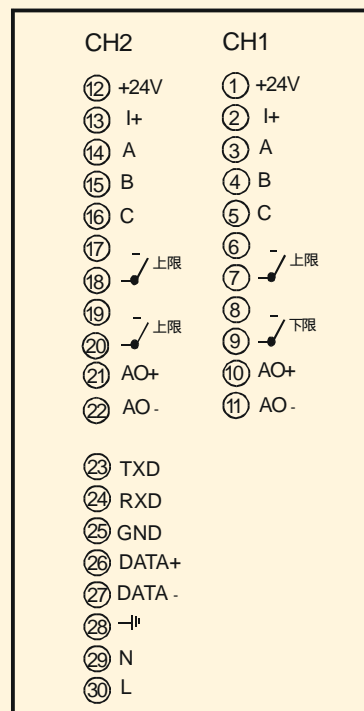 CH2 CH1
12 +24V 1 +24V
13 I+ 2 I+
14 A 3 A
15 B 4 B
16 C 5 C
17 6
18 上限 7 上限
19 8
20 上限 9 下限
21 AO+ 10 AO+
22 AO- 11 AO-
23 TXD
24 RXD
25 GND
26 DATA+
27 DATA-
28
29 N
30 L